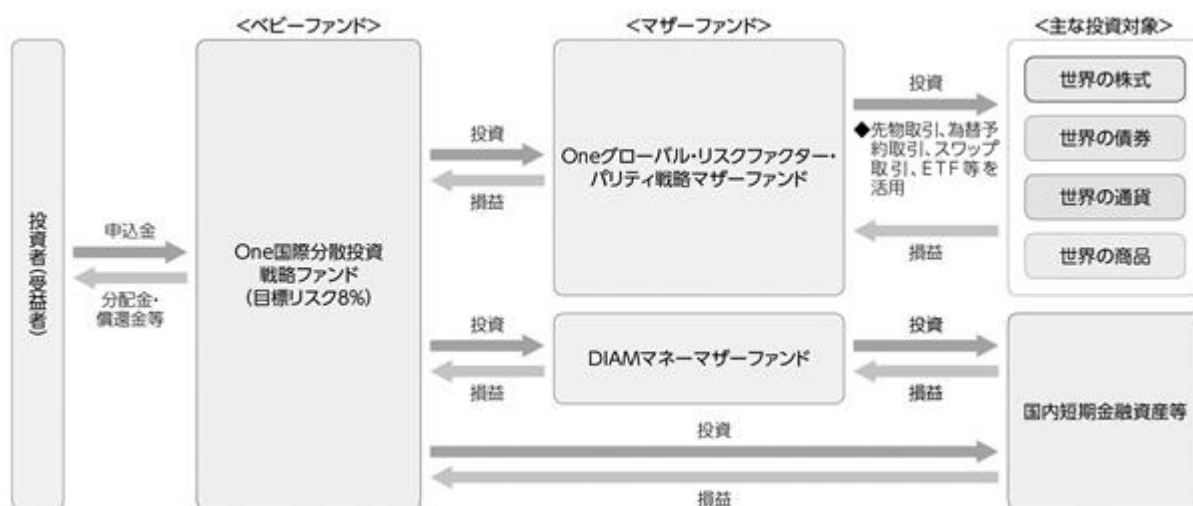 <ベビーファンド>
<マザーファンド>
<主な投資対象>
投資者(受益者)
申込金
分配金・
償還金等
One国際分散投資
戦略ファンド
(目標リスク8%)
投資
損益
Oneグローバル・リスクファクター・
パリティ戦略マザーファンド
投資
◆先物取引、為替予
約取引、スワップ
取引、ETF等を
活用
損益
世界の株式
世界の債券
世界の通貨
世界の商品
投資
損益
DIAMマネーマザーファンド
投資
損益
国内短期金融資産等
投資
損益